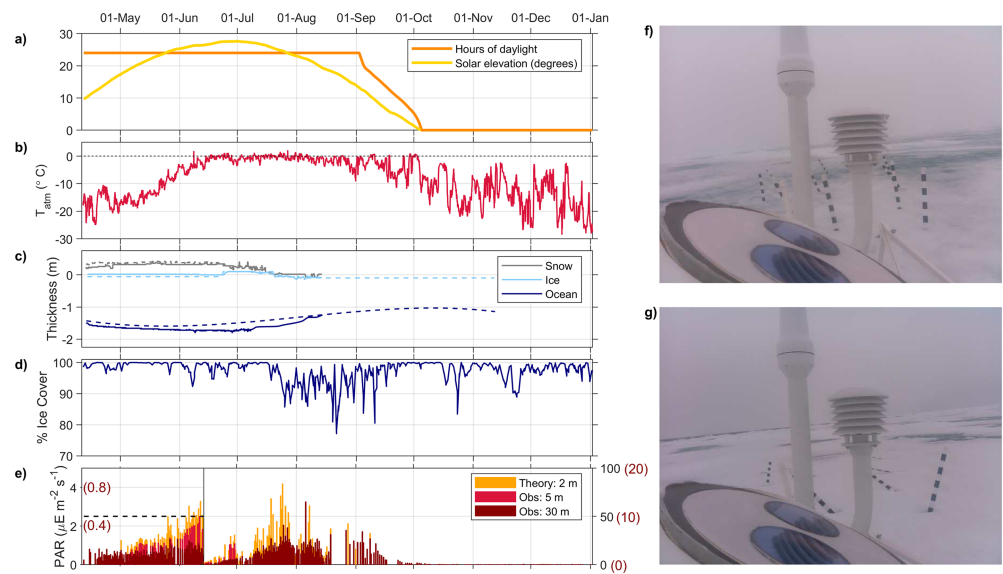 01-May 01-Jun 01-Jul 01-Aug 01-Sep 01-Oct 01-Nov 01-Dec 01-Jan
a)
30
20
10
0
Hours of daylight
Solar elevation (degrees)
b)
T_atm (° C)
0
-10
-20
-30
c)
Thickness (m)
0
-1
-2
Snow
Ice
Ocean
d)
% Ice Cover
100
90
80
70
e)
PAR (μE m⁻² s⁻¹)
4
2
0
(0.8)
(0.4)
Theory: 2 m
Obs: 5 m
Obs: 30 m
100 (20)
50 (10)
0 (0)
f)
g)